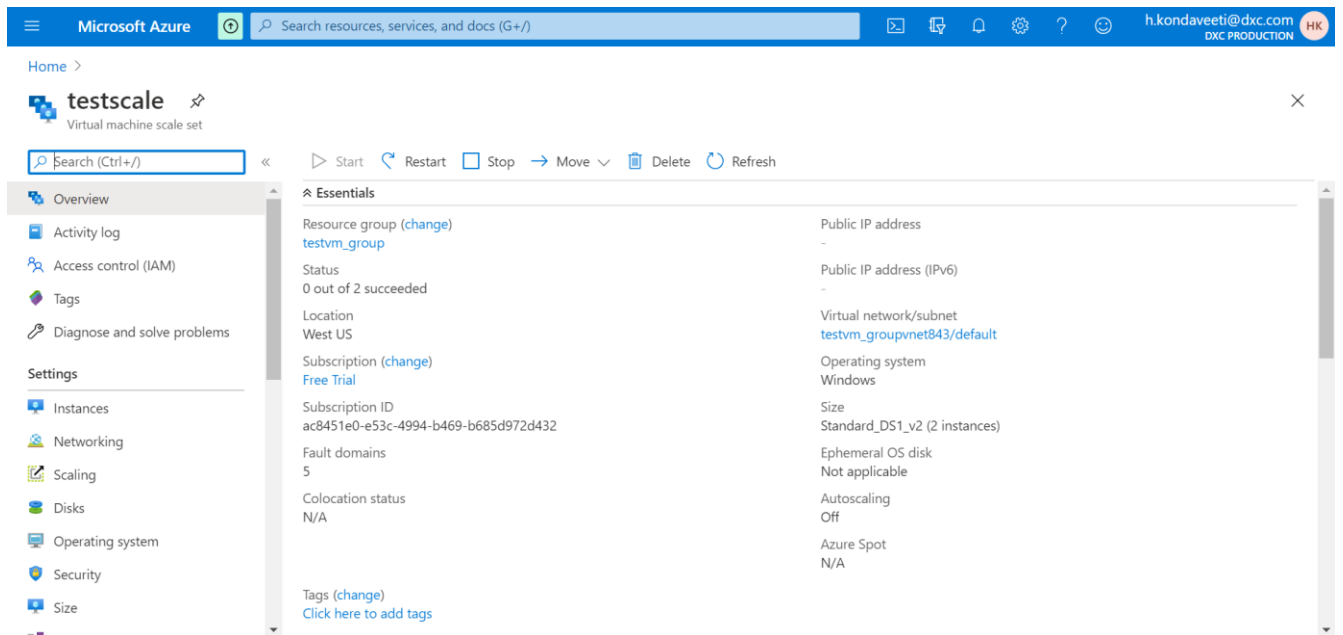 Microsoft Azure
Search resources, services, and docs (G+/)
h.kondaveeti@dxc.com
DXC PRODUCTION
HK
Home >
testscale
Virtual machine scale set
Search (Ctrl+/)
«
Start Restart Stop Move Delete Refresh
Overview
Activity log
Access control (IAM)
Tags
Diagnose and solve problems
Settings
Instances
Networking
Scaling
Disks
Operating system
Security
Size
Essentials
Resource group (change)
testvm_group
Status
0 out of 2 succeeded
Location
West US
Subscription (change)
Free Trial
Subscription ID
ac8451e0-e53c-4994-b469-b685d972d432
Fault domains
5
Colocation status
N/A
Public IP address
-
Public IP address (IPv6)
-
Virtual network/subnet
testvm_groupvnet843/default
Operating system
Windows
Size
Standard_DS1_v2 (2 instances)
Ephemeral OS disk
Not applicable
Autoscaling
Off
Azure Spot
N/A
Tags (change)
Click here to add tags